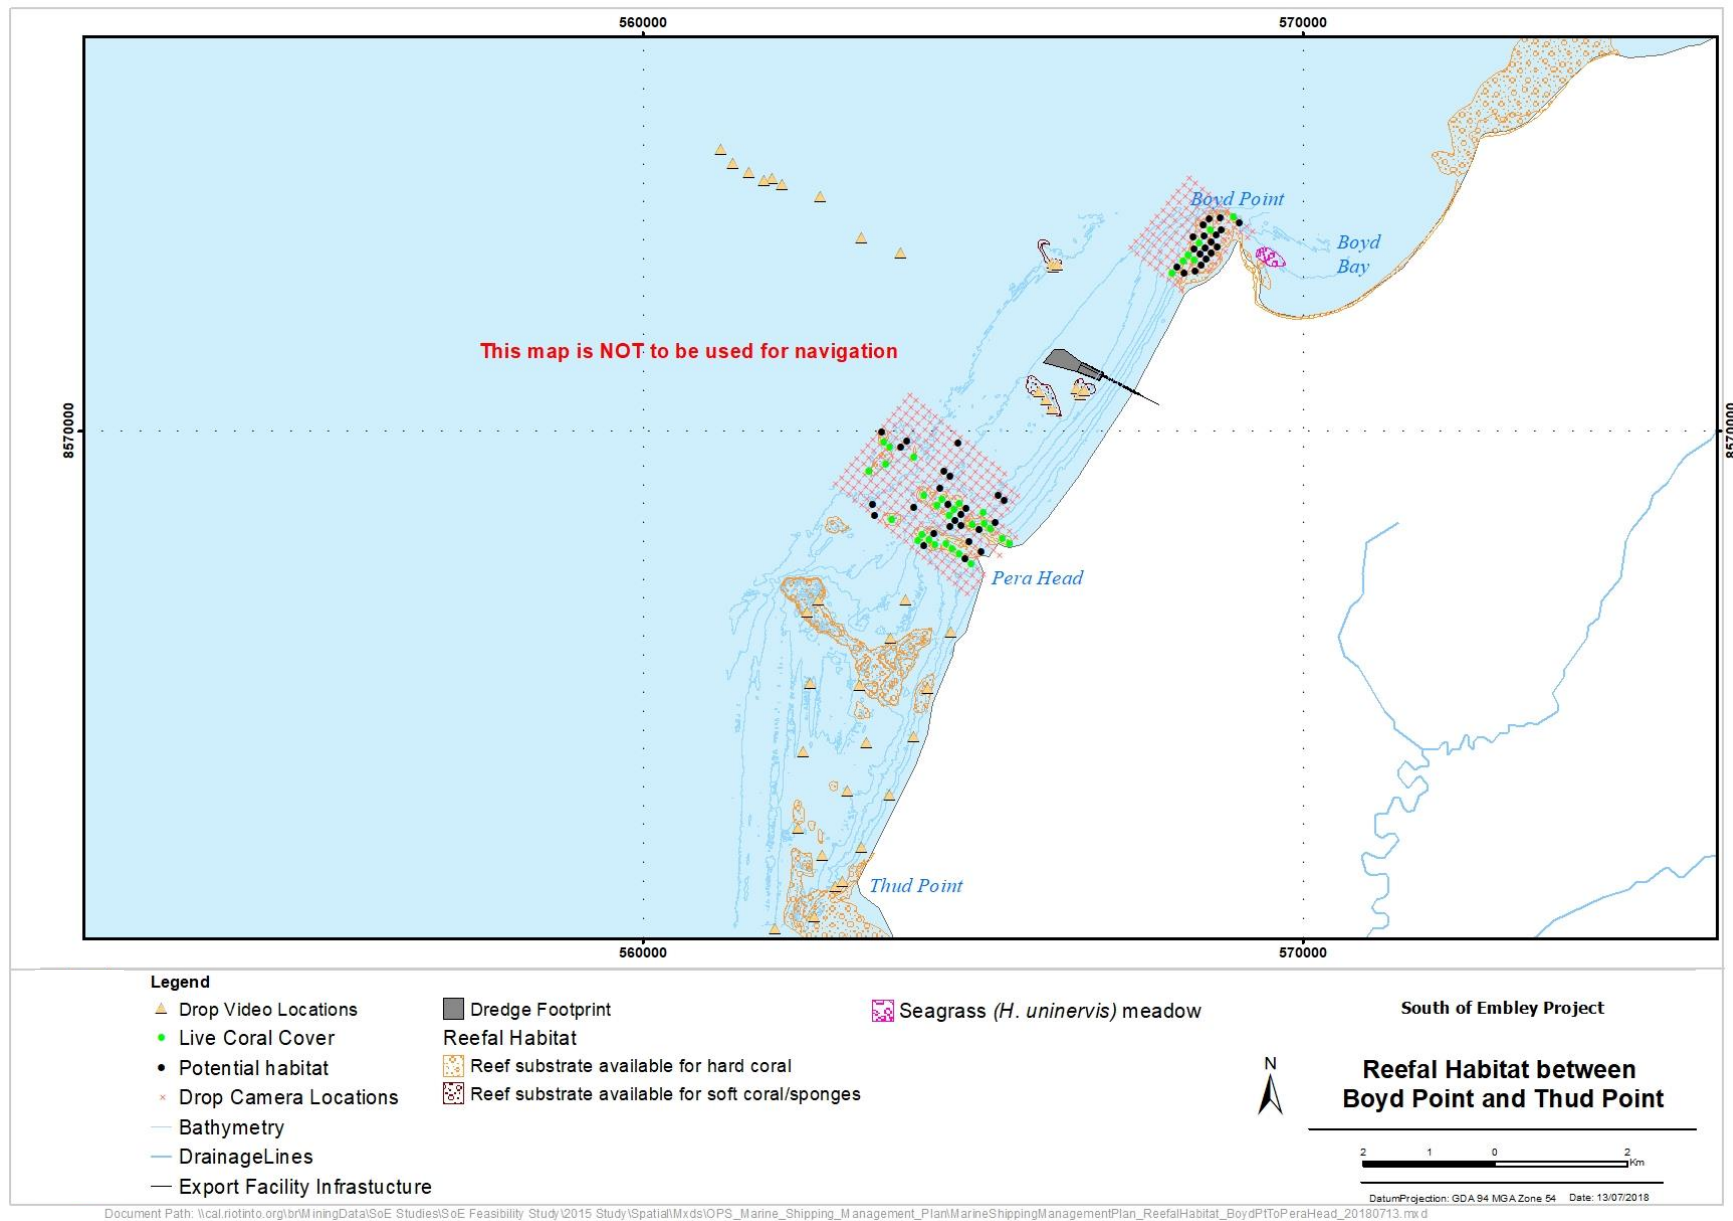 560000
570000
Boyd Point
Boyd
Bay
This map is NOT to be used for navigation
8570000
8570000
Pera Head
Thud Point
560000
570000
Legend
Drop Video Locations
Live Coral Cover
Potential habitat
Drop Camera Locations
Bathymetry
DrainageLines
Export Facility Infrastucture
Dredge Footprint
Reefal Habitat
Reef substrate available for hard coral
Reef substrate available for soft coral/sponges
Seagrass (H. uninervis) meadow
N
South of Embley Project
Reefal Habitat between
Boyd Point and Thud Point
2 1 0 2
Km
DatumProjection: GDA 94 MGA Zone 54 Date: 13/07/2018
Document Path: \\cal.riotinto.org\br\MiningData\SoE Studies\SoE Feasibility Study\2015 Study\Spatial\Mxds\OPS_Marine_Shipping_Management_Plan\MarineShippingManagementPlan_ReefalHabitat_BoydPtToPeraHead_20180713.mxd